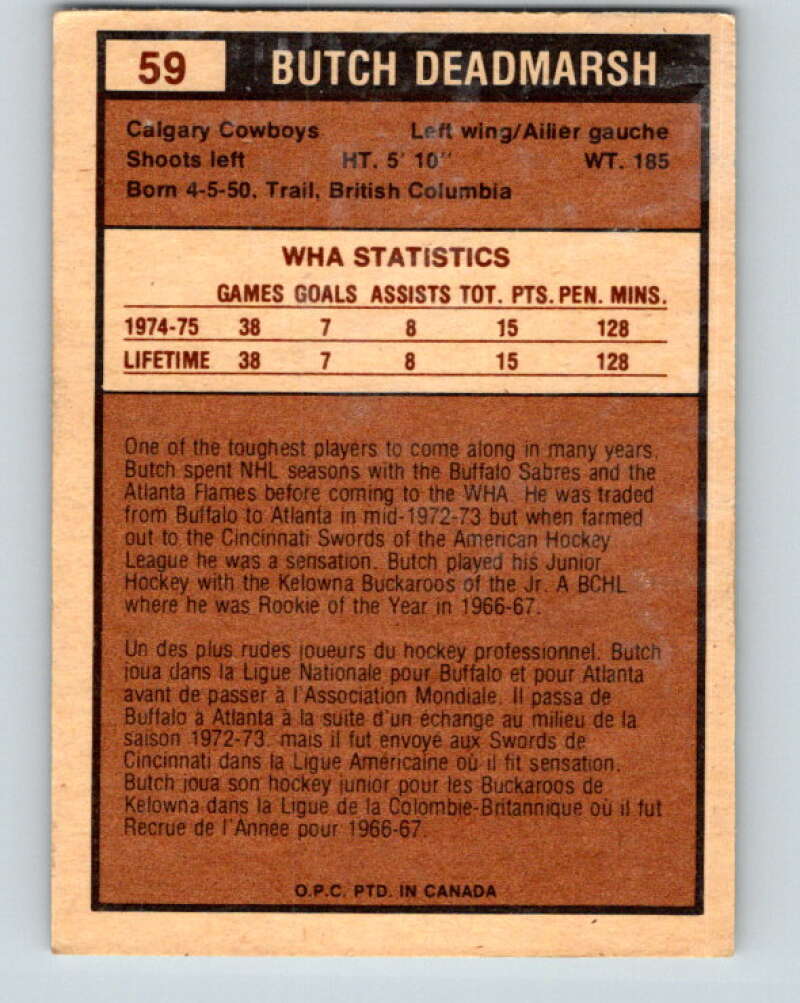 59 BUTCH DEADMARSH
Calgary Cowboys Left wing/Ailier gauche
Shoots left HT. 5' 10" WT. 185
Born 4-5-50, Trail, British Columbia
WHA STATISTICS
GAMES GOALS ASSISTS TOT. PTS. PEN. MINS.
1974-75 38 7 8 15 128
LIFETIME 38 7 8 15 128
One of the toughest players to come along in many years,
Butch spent NHL seasons with the Buffalo Sabres and the
Atlanta Flames before coming to the WHA. He was traded
from Buffalo to Atlanta in mid-1972-73 but when farmed
out to the Cincinnati Swords of the American Hockey
League he was a sensation. Butch played his Junior
Hockey with the Kelowna Buckaroos of the Jr. A BCHL
where he was Rookie of the Year in 1966-67.
Un des plus rudes joueurs du hockey professionnel. Butch
joua dans la Ligue Nationale pour Buffalo et pour Atlanta
avant de passer à l'Association Mondiale. Il passa de
Buffalo à Atlanta à la suite d'un échange au milieu de la
saison 1972-73, mais il fut envoyé aux Swords de
Cincinnati dans la Ligue Américaine où il fit sensation.
Butch joua son hockey junior pour les Buckaroos de
Kelowna dans la Ligue de la Colombie-Britannique où il fut
Recrue de l'Année pour 1966-67.
O.P.C. PTD. IN CANADA